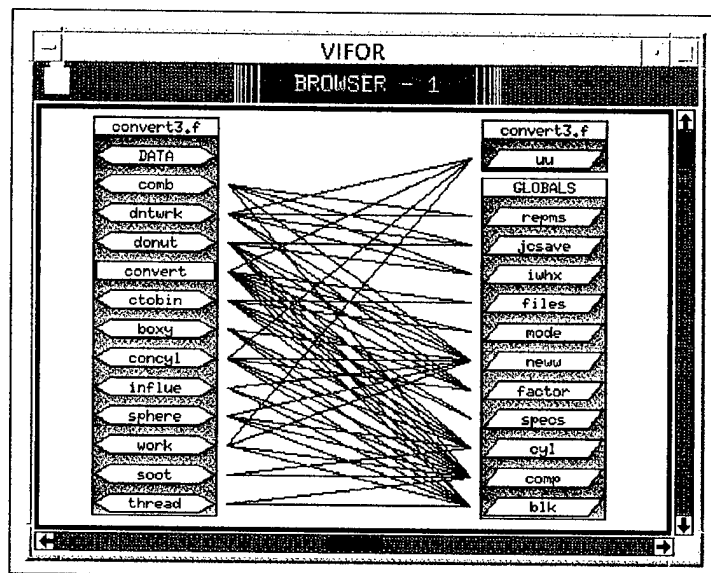 VIFOR
BROWSER - 1
convert3.f
DATA
comb
dntwrk
donut
convert
ctobin
boxy
concyl
influe
sphere
work
soot
thread
convert3.f
uu
GLOBALS
repms
jcsave
iwhx
files
mode
neww
factor
specs
cyl
comp
blk